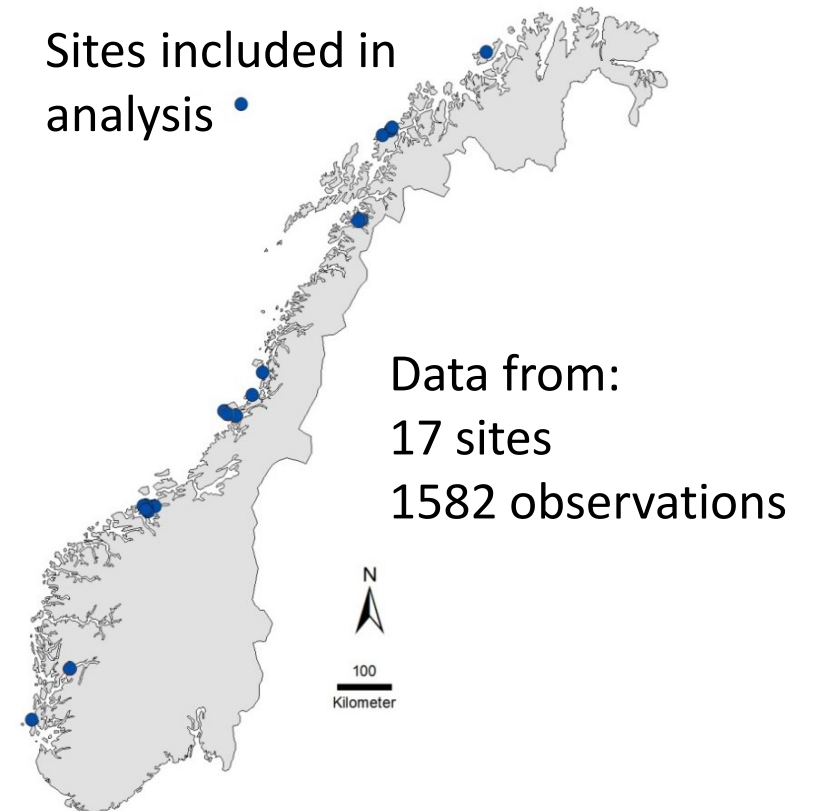 Sites included in
analysis
Data from:
17 sites
1582 observations
N
100
Kilometer